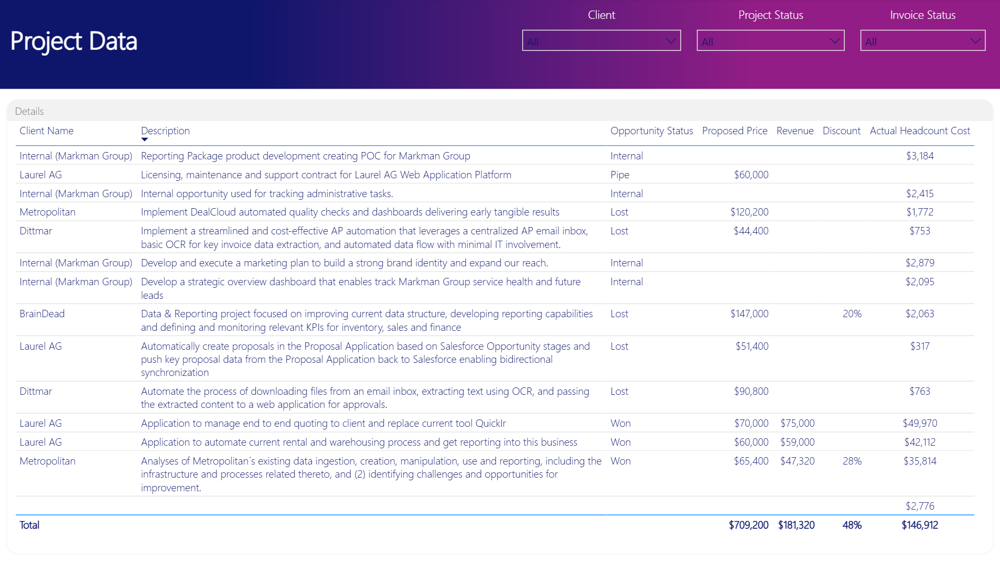 Project Data
Client
Project Status
Invoice Status
All
All
All
Details
Client Name Description Opportunity Status Proposed Price Revenue Discount Actual Headcount Cost
Internal (Markman Group) Reporting Package product development creating POC for Markman Group Internal $3,184
Laurel AG Licensing, maintenance and support contract for Laurel AG Web Application Platform Pipe $60,000
Internal (Markman Group) Internal opportunity used for tracking administrative tasks. Internal $2,415
Metropolitan Implement DealCloud automated quality checks and dashboards delivering early tangible results Lost $120,200 $1,772
Dittmar Implement a streamlined and cost-effective AP automation that leverages a centralized AP email inbox, Lost $44,400 $753
basic OCR for key invoice data extraction, and automated data flow with minimal IT involvement.
Internal (Markman Group) Develop and execute a marketing plan to build a strong brand identity and expand our reach. Internal $2,879
Internal (Markman Group) Develop a strategic overview dashboard that enables track Markman Group service health and future Internal $2,095
leads
BrainDead Data & Reporting project focused on improving current data structure, developing reporting capabilities Lost $147,000 20% $2,063
and defining and monitoring relevant KPIs for inventory, sales and finance
Laurel AG Automatically create proposals in the Proposal Application based on Salesforce Opportunity stages and Lost $51,400 $317
push key proposal data from the Proposal Application back to Salesforce enabling bidirectional
synchronization
Dittmar Automate the process of downloading files from an email inbox, extracting text using OCR, and passing Lost $90,800 $763
the extracted content to a web application for approvals.
Laurel AG Application to manage end to end quoting to client and replace current tool QuickIr Won $70,000 $75,000 $49,970
Laurel AG Application to automate current rental and warehousing process and get reporting into this business Won $60,000 $59,000 $42,112
Metropolitan Analyses of Metropolitan´s existing data ingestion, creation, manipulation, use and reporting, including the Won $65,400 $47,320 28% $35,814
infrastructure and processes related thereto, and (2) identifying challenges and opportunities for
improvement.
$2,776
Total $709,200 $181,320 48% $146,912